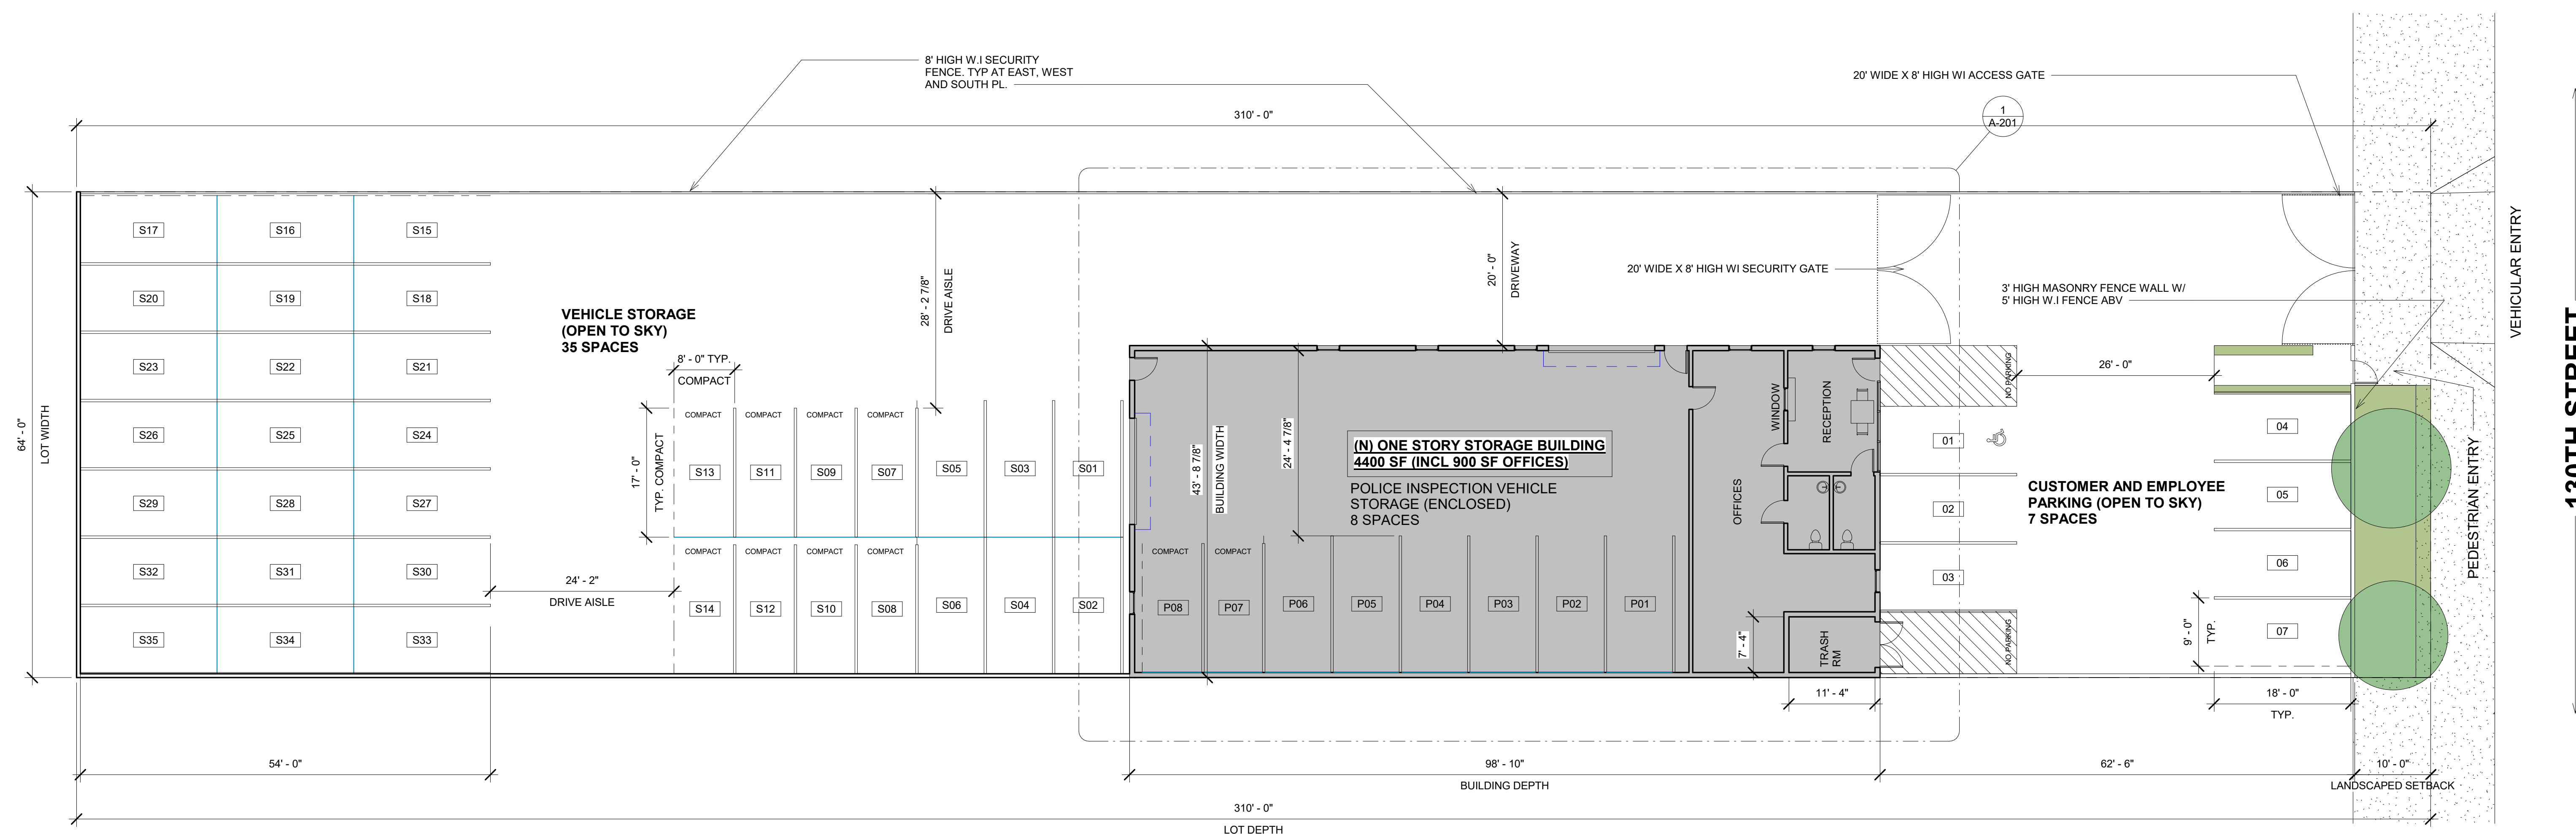 8' HIGH W.I SECURITY
FENCE. TYP AT EAST, WEST
AND SOUTH PL.
20' WIDE X 8' HIGH WI ACCESS GATE
1
A-201
310' - 0"
64' - 0"
LOT WIDTH
S17
S16
S15
S20
S19
S18
S23
S22
S21
S26
S25
S24
S29
S28
S27
S32
S31
S30
S35
S34
S33
VEHICLE STORAGE
(OPEN TO SKY)
35 SPACES
28' - 2 7/8"
DRIVE AISLE
8' - 0" TYP.
COMPACT
17' - 0"
TYP. COMPACT
COMPACT
COMPACT
COMPACT
COMPACT
S13
S11
S09
S07
S05
S03
S01
COMPACT
COMPACT
COMPACT
COMPACT
S14
S12
S10
S08
S06
S04
S02
24' - 2"
DRIVE AISLE
20' - 0"
DRIVEWAY
20' WIDE X 8' HIGH WI SECURITY GATE
43' - 8 7/8"
BUILDING WIDTH
24' - 4 7/8"
(N) ONE STORY STORAGE BUILDING
4400 SF (INCL 900 SF OFFICES)
POLICE INSPECTION VEHICLE
STORAGE (ENCLOSED)
8 SPACES
COMPACT
COMPACT
P08
P07
P06
P05
P04
P03
P02
P01
OFFICES
WINDOW
RECEPTION
7' - 4"
TRASH
RM
11' - 4"
NO PARKING
01
02
03
NO PARKING
26' - 0"
3' HIGH MASONRY FENCE WALL W/
5' HIGH W.I FENCE ABV
CUSTOMER AND EMPLOYEE
PARKING (OPEN TO SKY)
7 SPACES
04
05
06
07
9' - 0"
TYP.
18' - 0"
TYP.
VEHICULAR ENTRY
PEDESTRIAN ENTRY
130TH STREET
54' - 0"
98' - 10"
BUILDING DEPTH
62' - 6"
10' - 0"
LANDSCAPED SETBACK
310' - 0"
LOT DEPTH